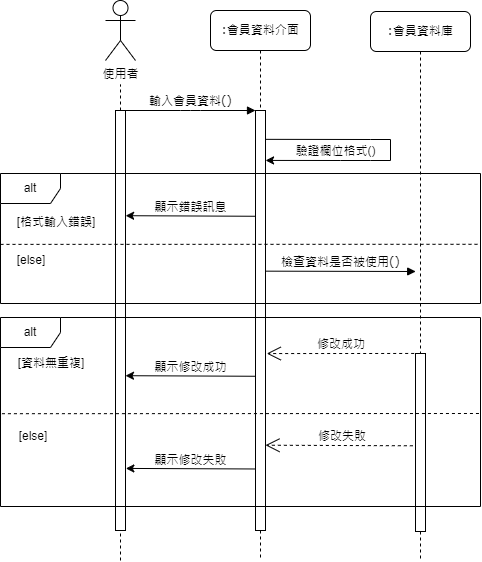 :會員資料介面
:會員資料庫
使用者
輸入會員資料()
驗證欄位格式()
alt
顯示錯誤訊息
[格式輸入錯誤]
[else]
檢查資料是否被使用()
alt
修改成功
[資料無重複]
顯示修改成功
[else]
修改失敗
顯示修改失敗